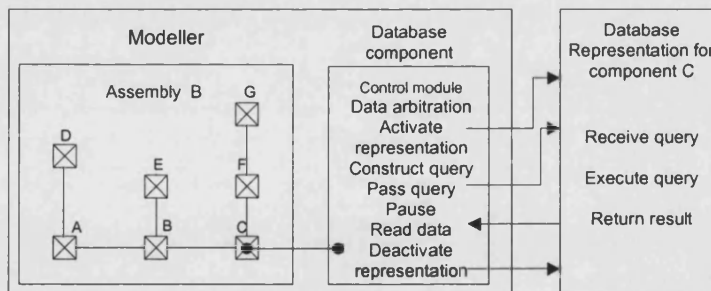 Modeller
Assembly B
G
D
E
F
A
B
C
Database
component
Control module
Data arbitration
Activate
representation
Construct query
Pass query
Pause
Read data
Deactivate
representation
Database
Representation for
component C
Receive query
Execute query
Return result